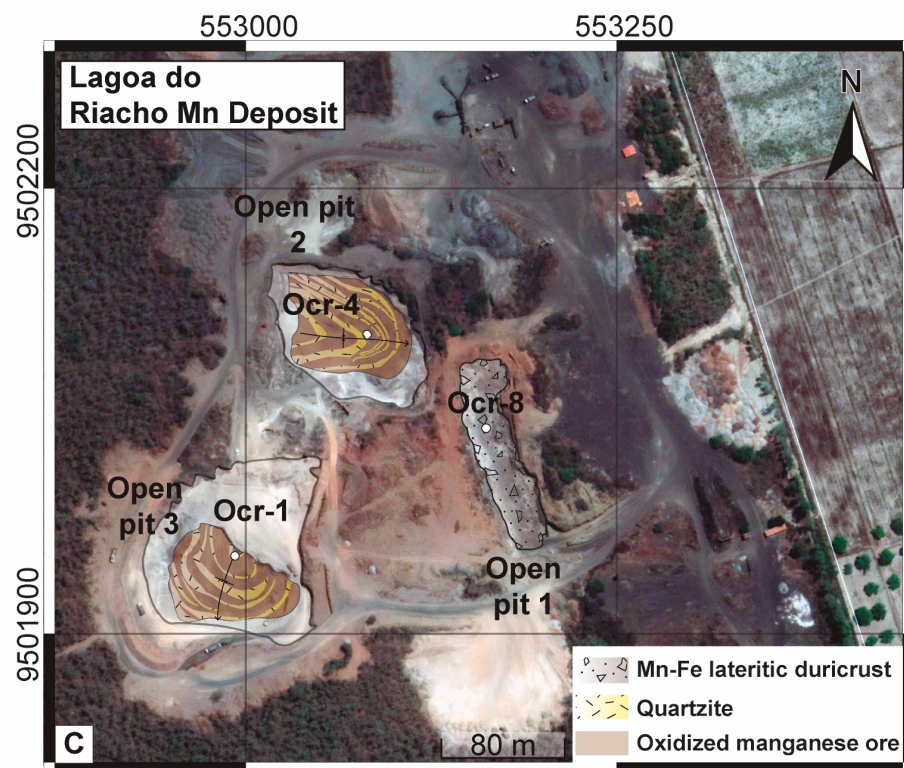 553000
553250
Lagoa do
Riacho Mn Deposit
N
9502200
Open pit
2
Ocr-4
Ocr-8
Open
pit 3
Ocr-1
Open
pit 1
9501900
Mn-Fe lateritic duricrust
Quartzite
Oxidized manganese ore
C
80 m